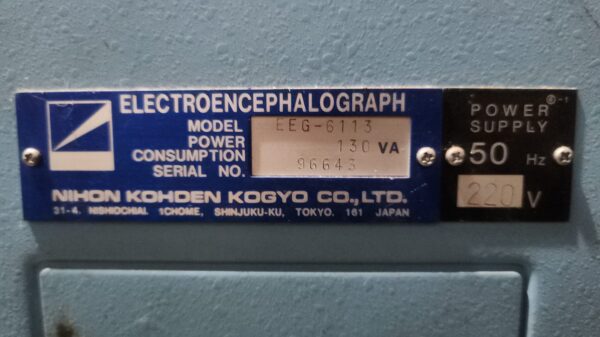 ELECTROENCEPHALOGRAPH
MODEL EEG-6113
POWER CONSUMPTION 130 VA
SERIAL NO. 96643
NIHON KOHDEN KOGYO CO., LTD.
31-4. NISHIOCHIAI. 1CHOME, SHINJUKU-KU, TOKYO. 161 JAPAN
POWER
SUPPLY
50 Hz
220 V